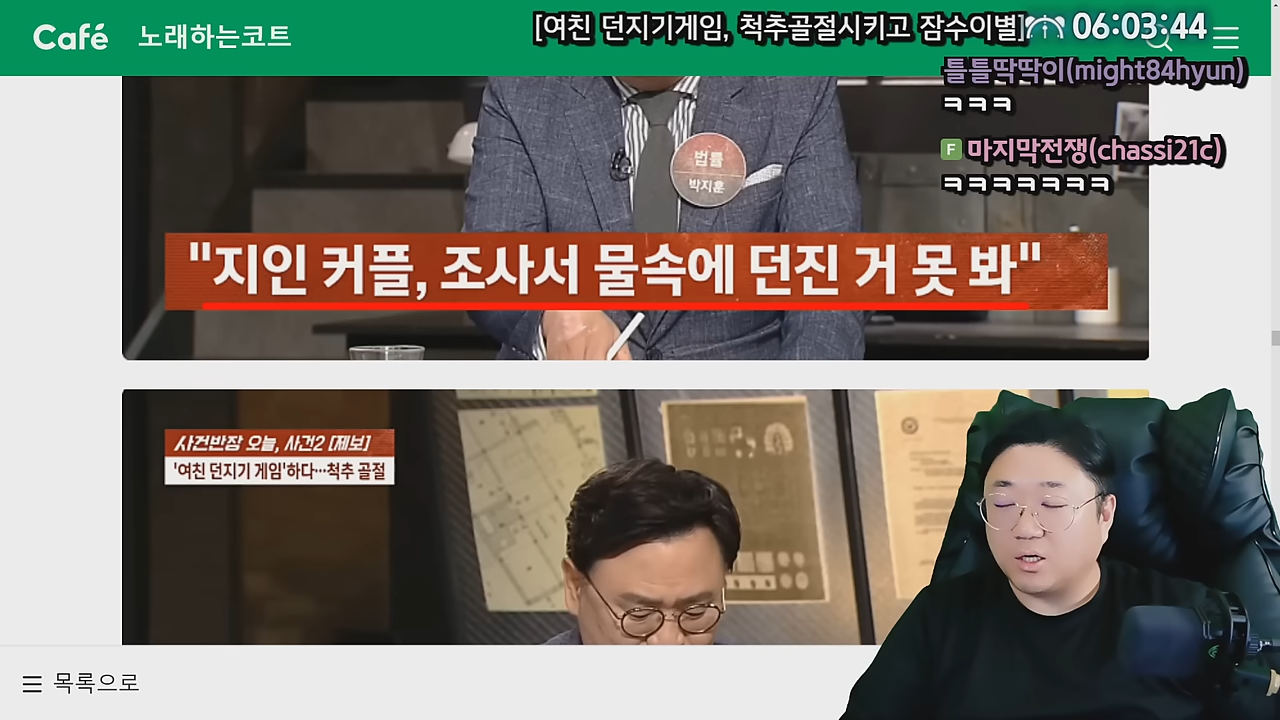 Café 노래하는코트
[여친 던지기게임, 척추골절시키고 잠수이별]
06:03:44
틀틀딱딱이(might84hyun)
ㅋㅋㅋ
F 마지막전쟁(chassi21c)
ㅋㅋㅋㅋㅋㅋㅋ
법률
박지훈
"지인 커플, 조사서 물속에 던진 거 못 봐"
사건반장 오늘, 사건2 [제보]
'여친 던지기 게임'하다…척추 골절
목록으로